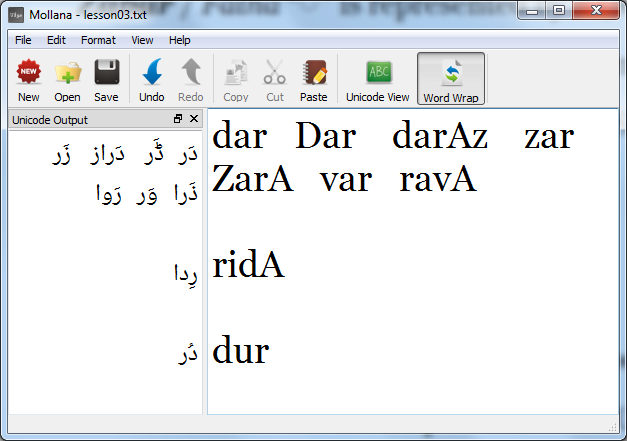 Mollana - lesson03.txt
File Edit Format View Help
New Open Save Undo Redo Copy Cut Paste ABC Unicode View Word Wrap
Unicode Output
دَر ڈَر دَراز زَر
ذَرا وَر رَوا
رِدا
دُر
dar Dar darAz zar
ZarA var ravA
ridA
dur